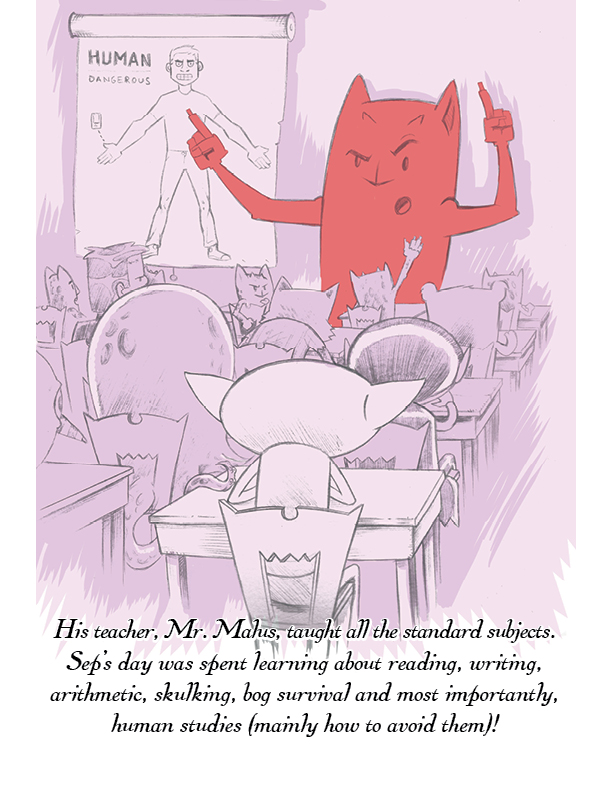 HUMAN
DANGEROUS
His teacher, Mr. Malus, taught all the standard subjects.
Sep's day was spent learning about reading, writing,
arithmetic, skulking, bog survival and most importantly,
human studies (mainly how to avoid them)!